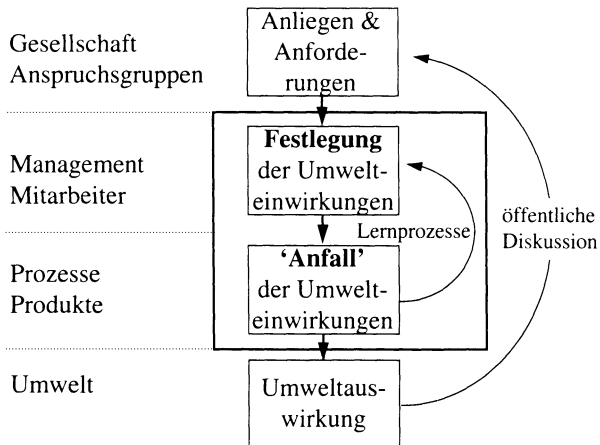 Gesellschaft
Anspruchsgruppen
Anliegen &
Anforde-
rungen
Management
Mitarbeiter
Festlegung
der Umwelt-
einwirkungen
Lernprozesse
öffentliche
Diskussion
Prozesse
Produkte
‘Anfall’
der Umwelt-
einwirkungen
Umwelt
Umweltaus-
wirkung